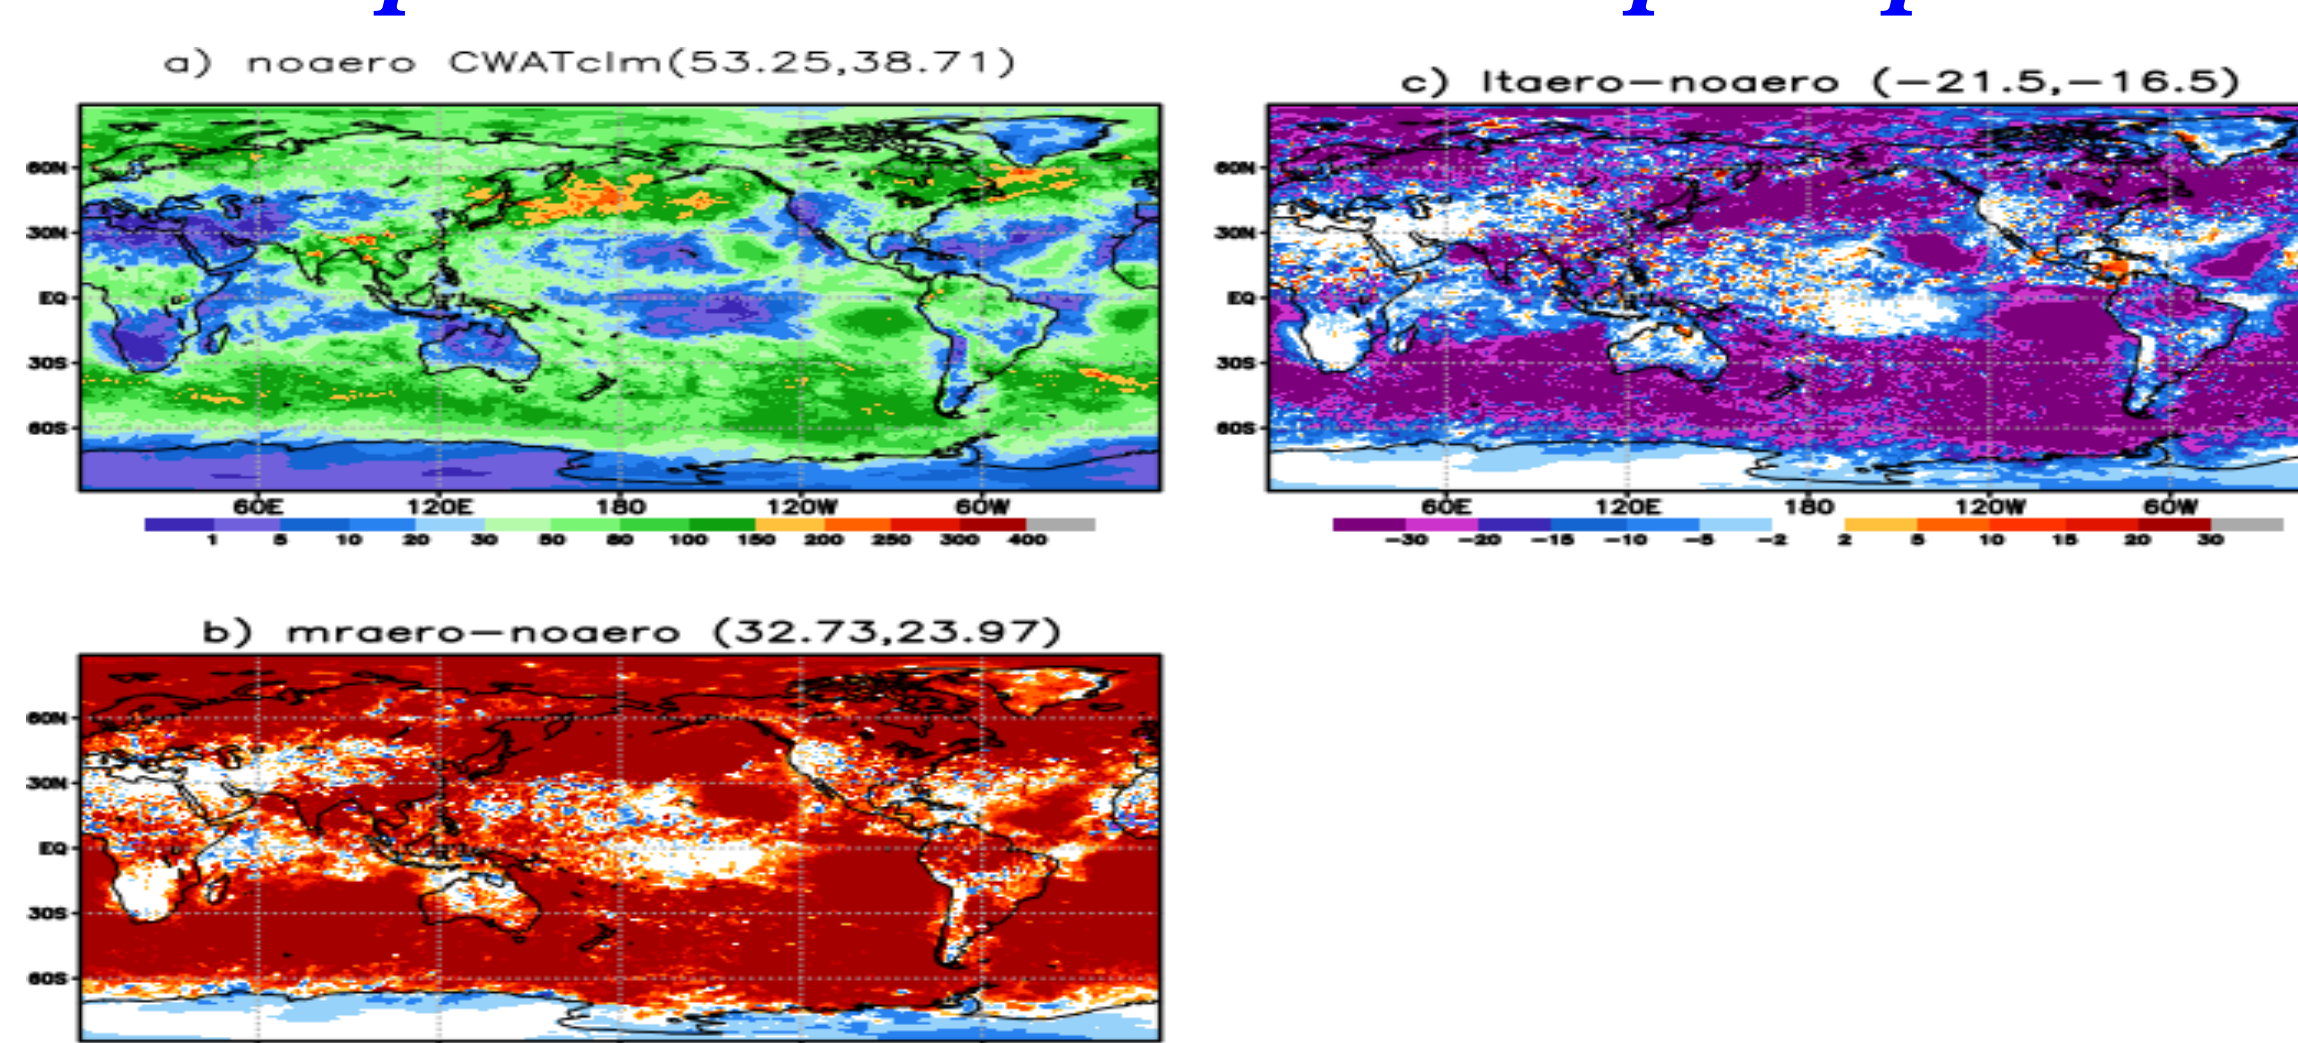 a) noaero CWATclm(53.25,38.71)
60N
30N
EQ
30S
60S
60E 120E 180 120W 60W
1 5 10 20 30 50 80 100 150 200 250 300 400
c) ltaero-noaero (-21.5,-16.5)
60N
30N
EQ
30S
60S
60E 120E 180 120W 60W
-30 -20 -15 -10 -5 -2 2 5 10 15 20 30
b) mraero-noaero (32.73,23.97)
60N
30N
EQ
30S
60S